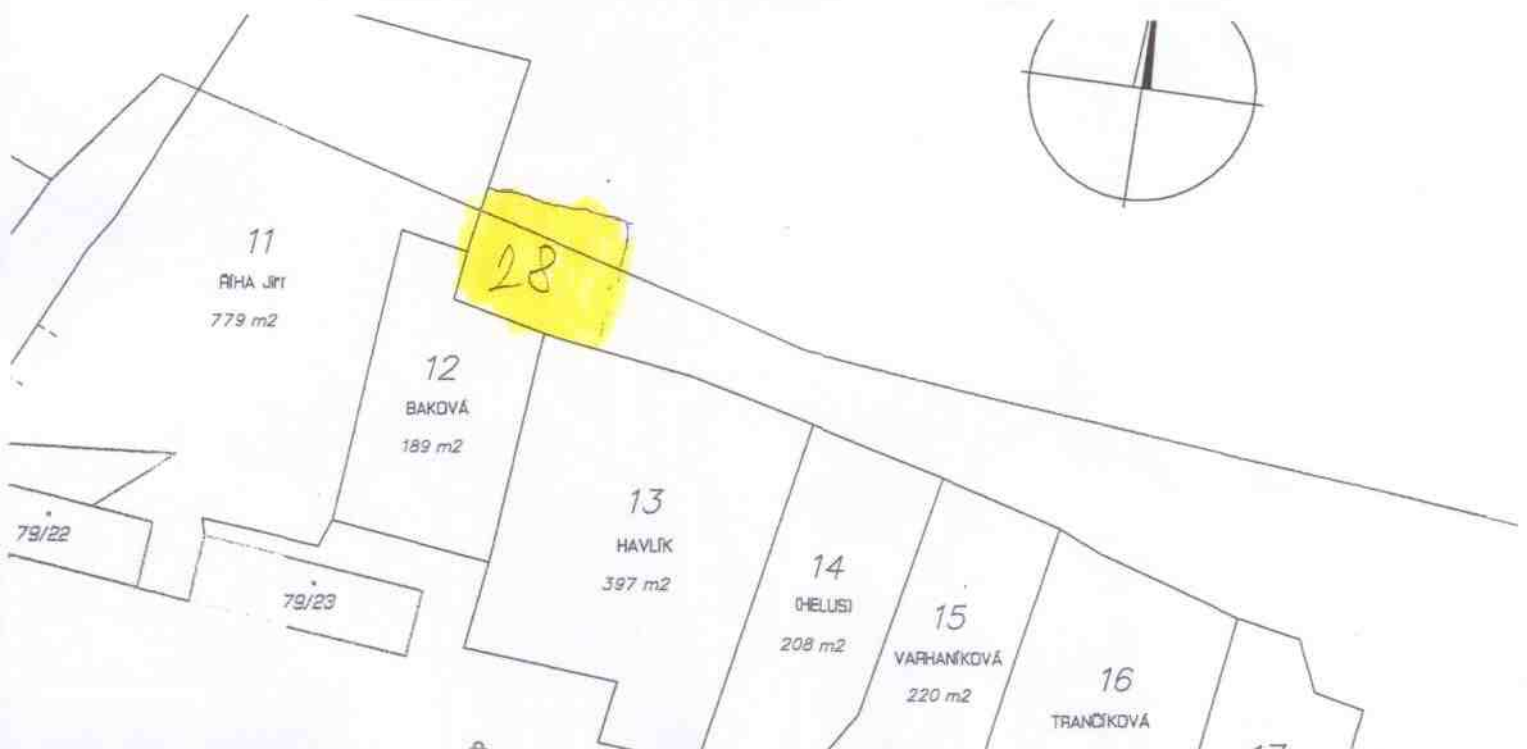 28
11
ŘÍHA JIŘÍ
779 m2
12
BAKOVÁ
189 m2
13
HAVLÍK
397 m2
14
(HELUS)
208 m2
15
VARHANÍKOVÁ
220 m2
16
TRANČÍKOVÁ
17
79/22
79/23